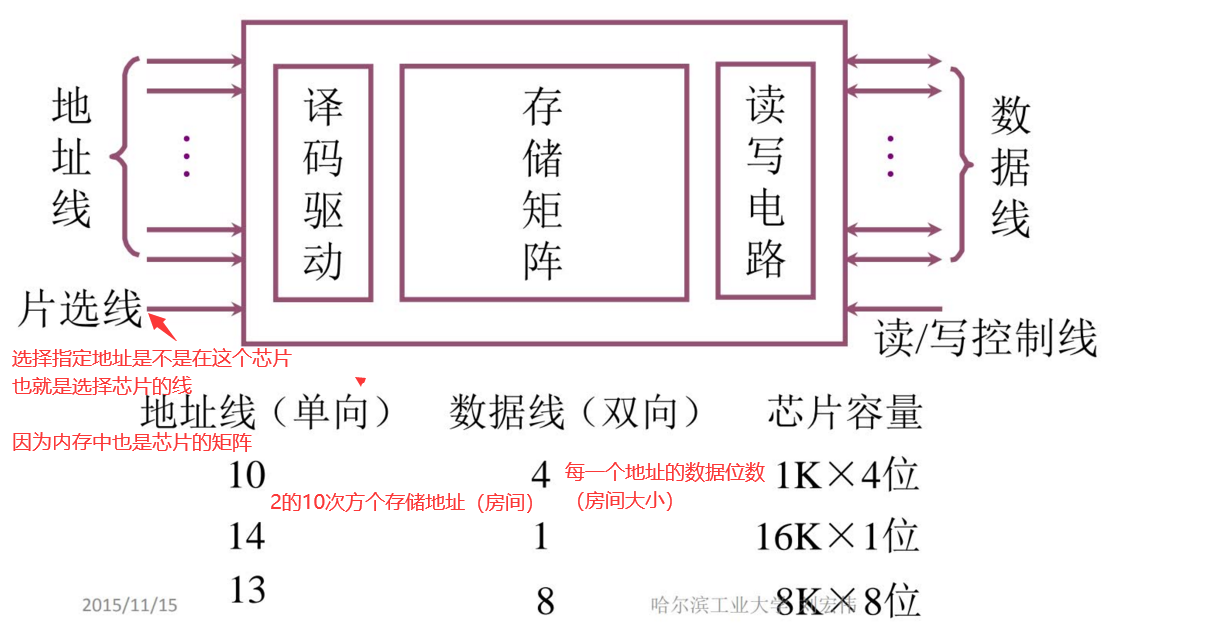 地址线
译码驱动
存储矩阵
读写电路
数据线
片选线
读/写控制线
选择指定地址是不是在这个芯片
也就是选择芯片的线
地址线（单向） 数据线（双向） 芯片容量
因为内存中也是芯片的矩阵
10 4 每一个地址的数据位数 1K×4位
2的10次方个存储地址（房间） （房间大小）
14 1 16K×1位
13 8 8K×8位
2015/11/15 哈尔滨工业大学 刘宏伟